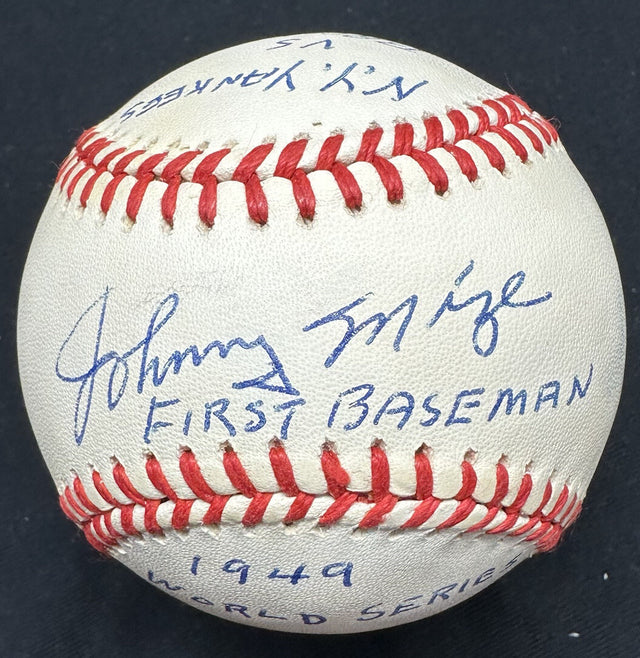 N.Y. YANKEES
VS
Johnny Mize
FIRST BASEMAN
1949
WORLD SERIES